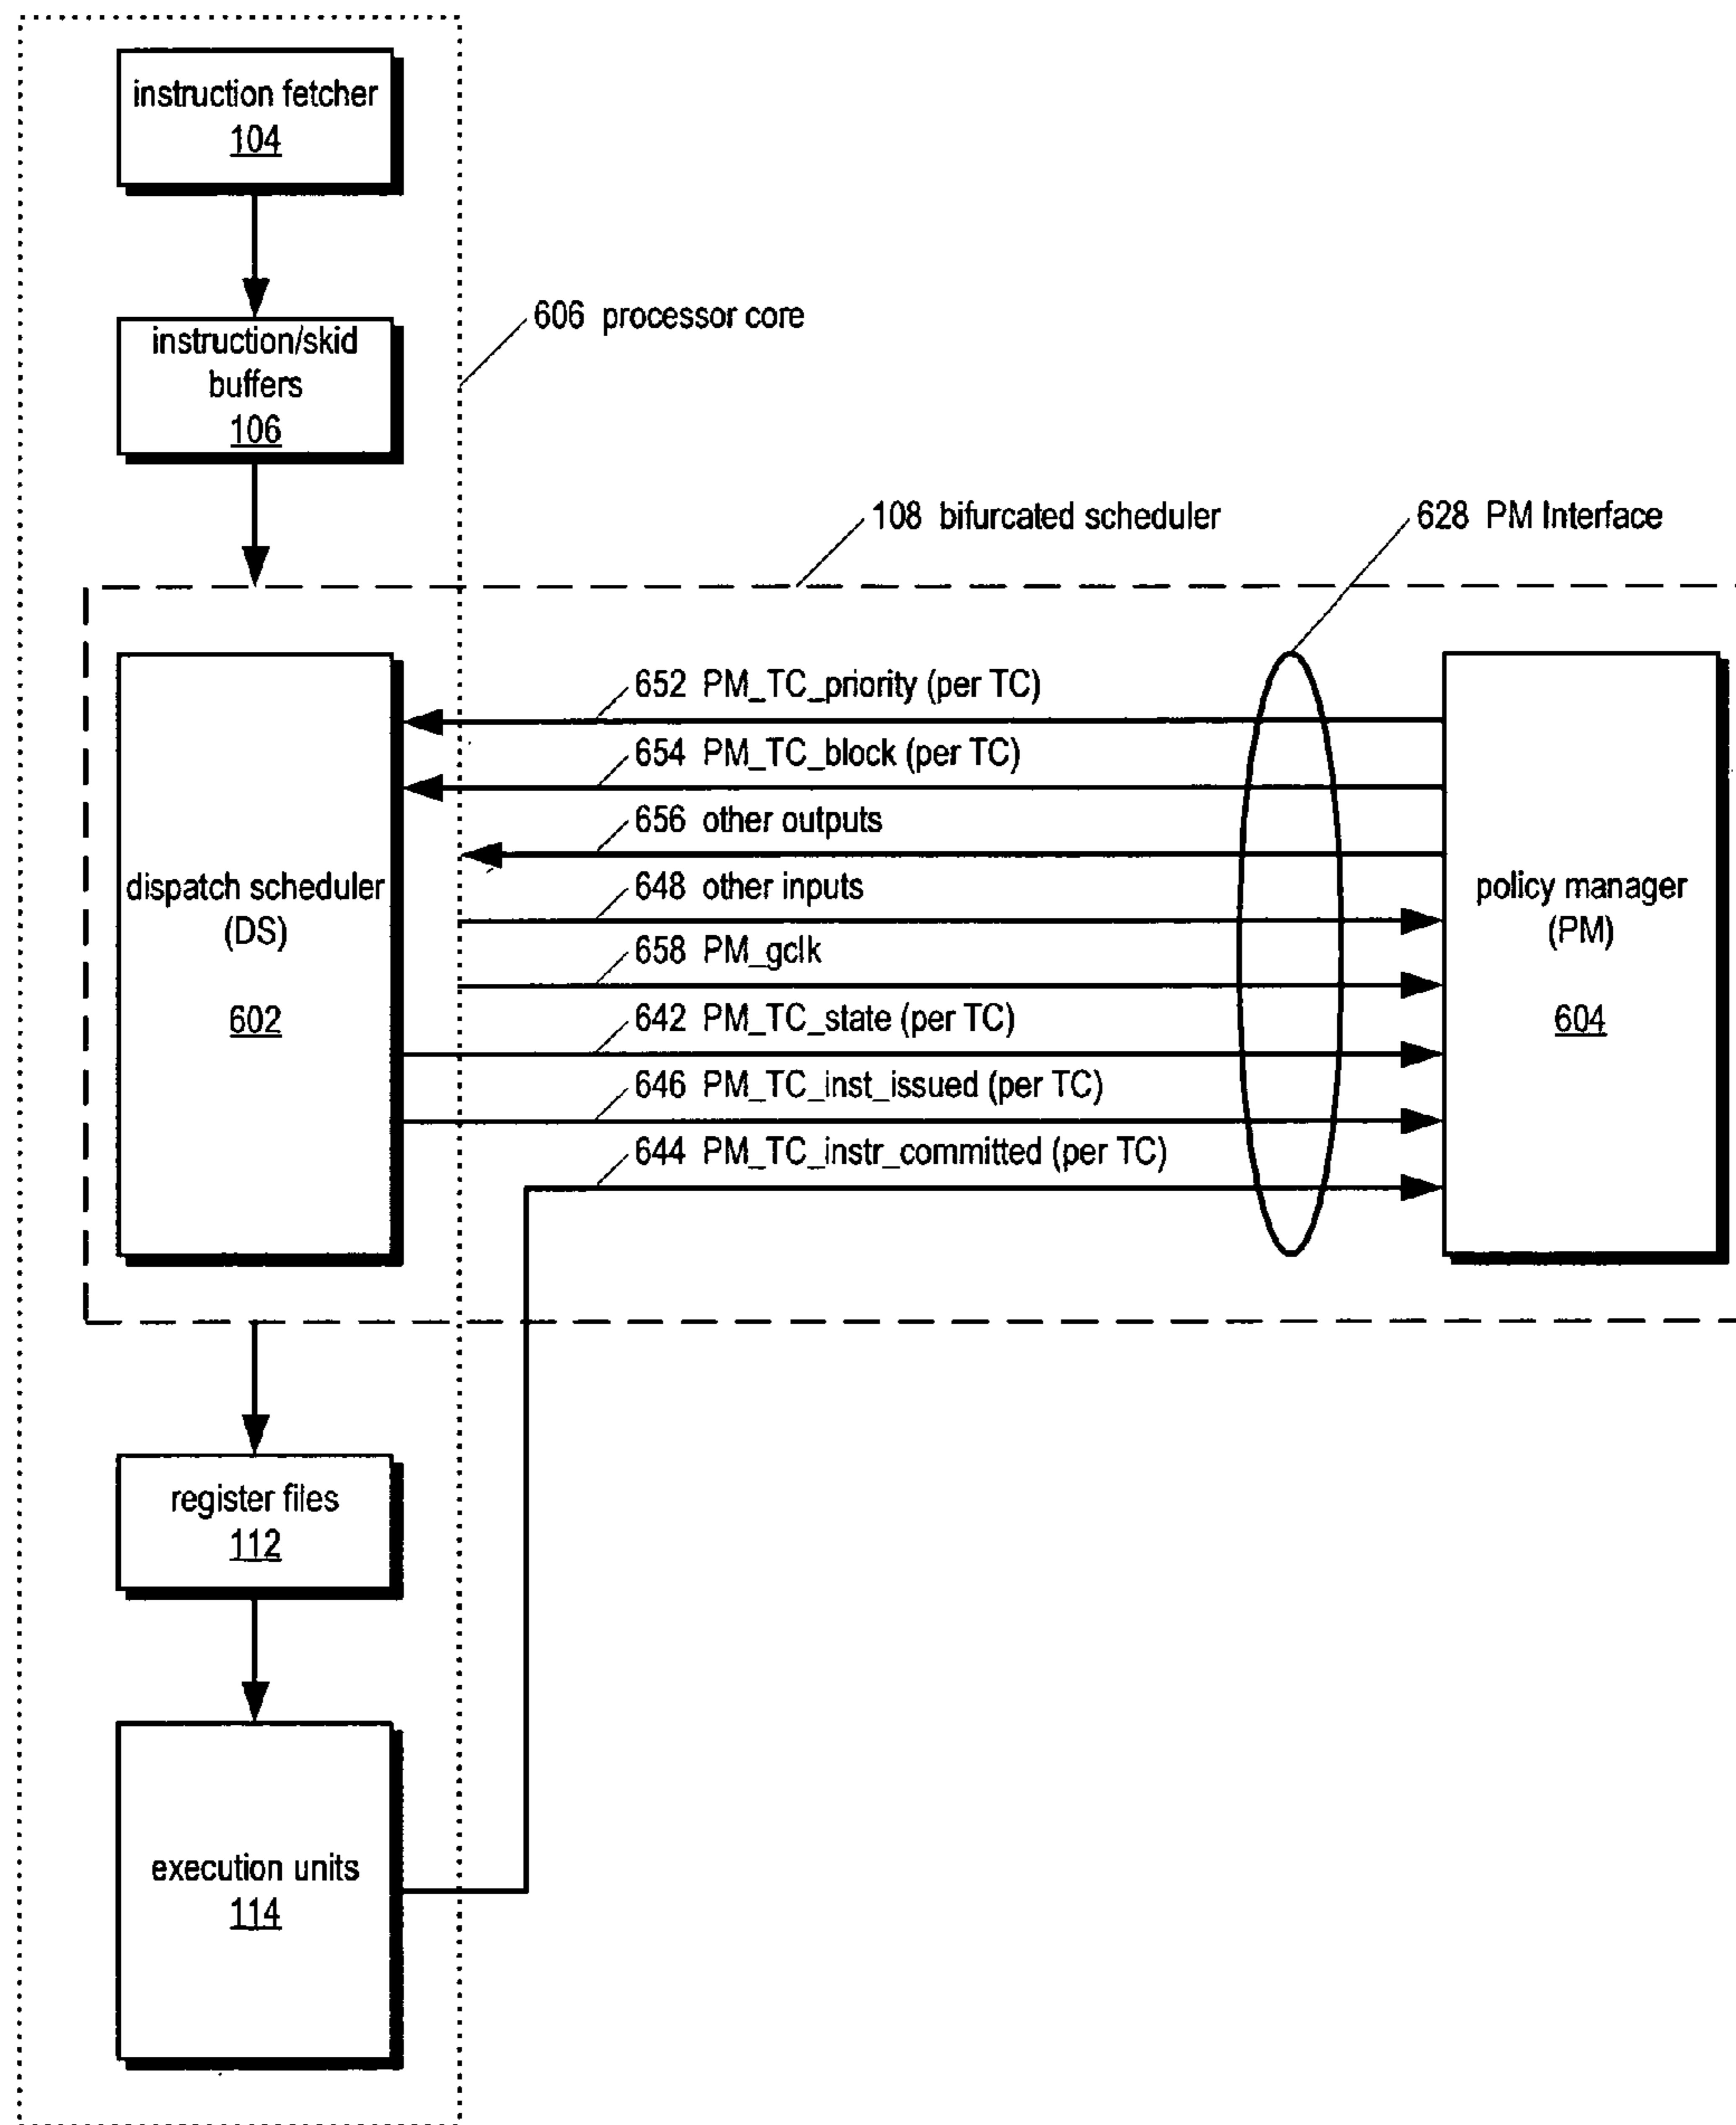 instruction fetcher
104
instruction/skid
buffers
106
606 processor core
108 bifurcated scheduler
628 PM Interface
652 PM_TC_priority (per TC)
654 PM_TC_block (per TC)
656 other outputs
648 other inputs
658 PM_gclk
642 PM_TC_state (per TC)
646 PM_TC_inst_issued (per TC)
644 PM_TC_instr_committed (per TC)
dispatch scheduler
(DS)
602
policy manager
(PM)
604
register files
112
execution units
114